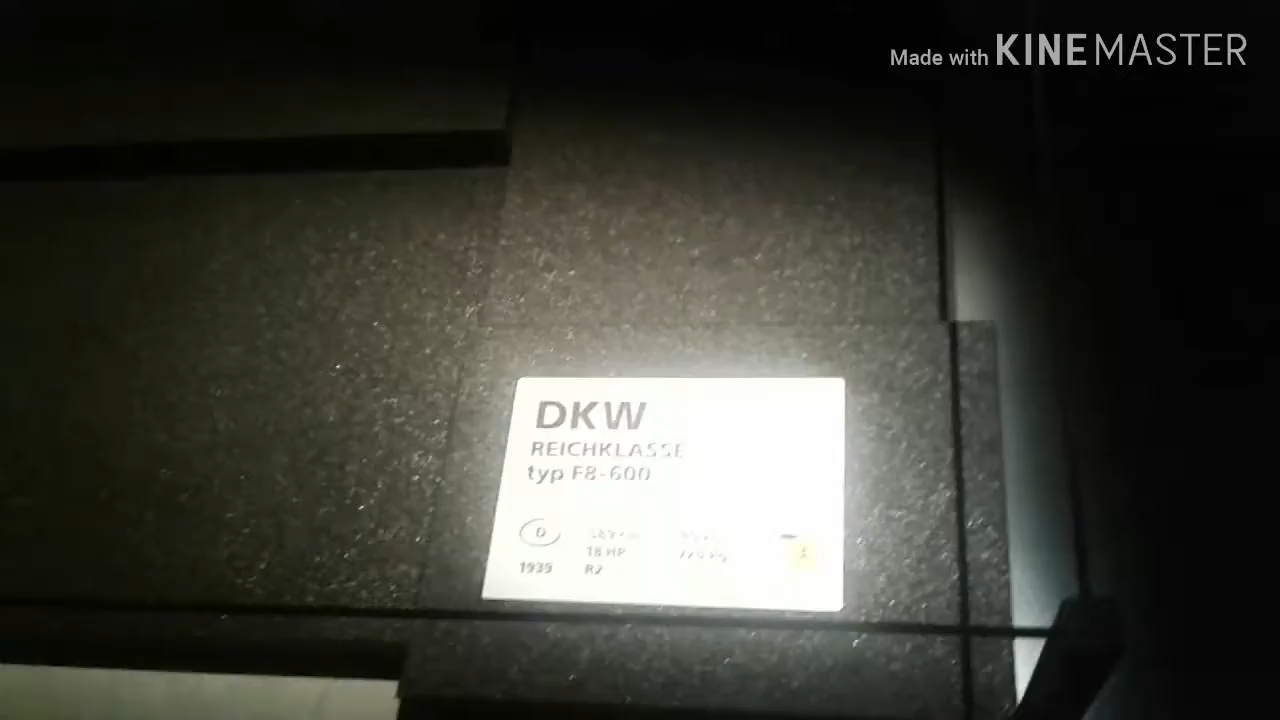 Made with KINEMASTER
DKW
REICHKLASSE
typ F8-600
D
18 HP
1939 R2